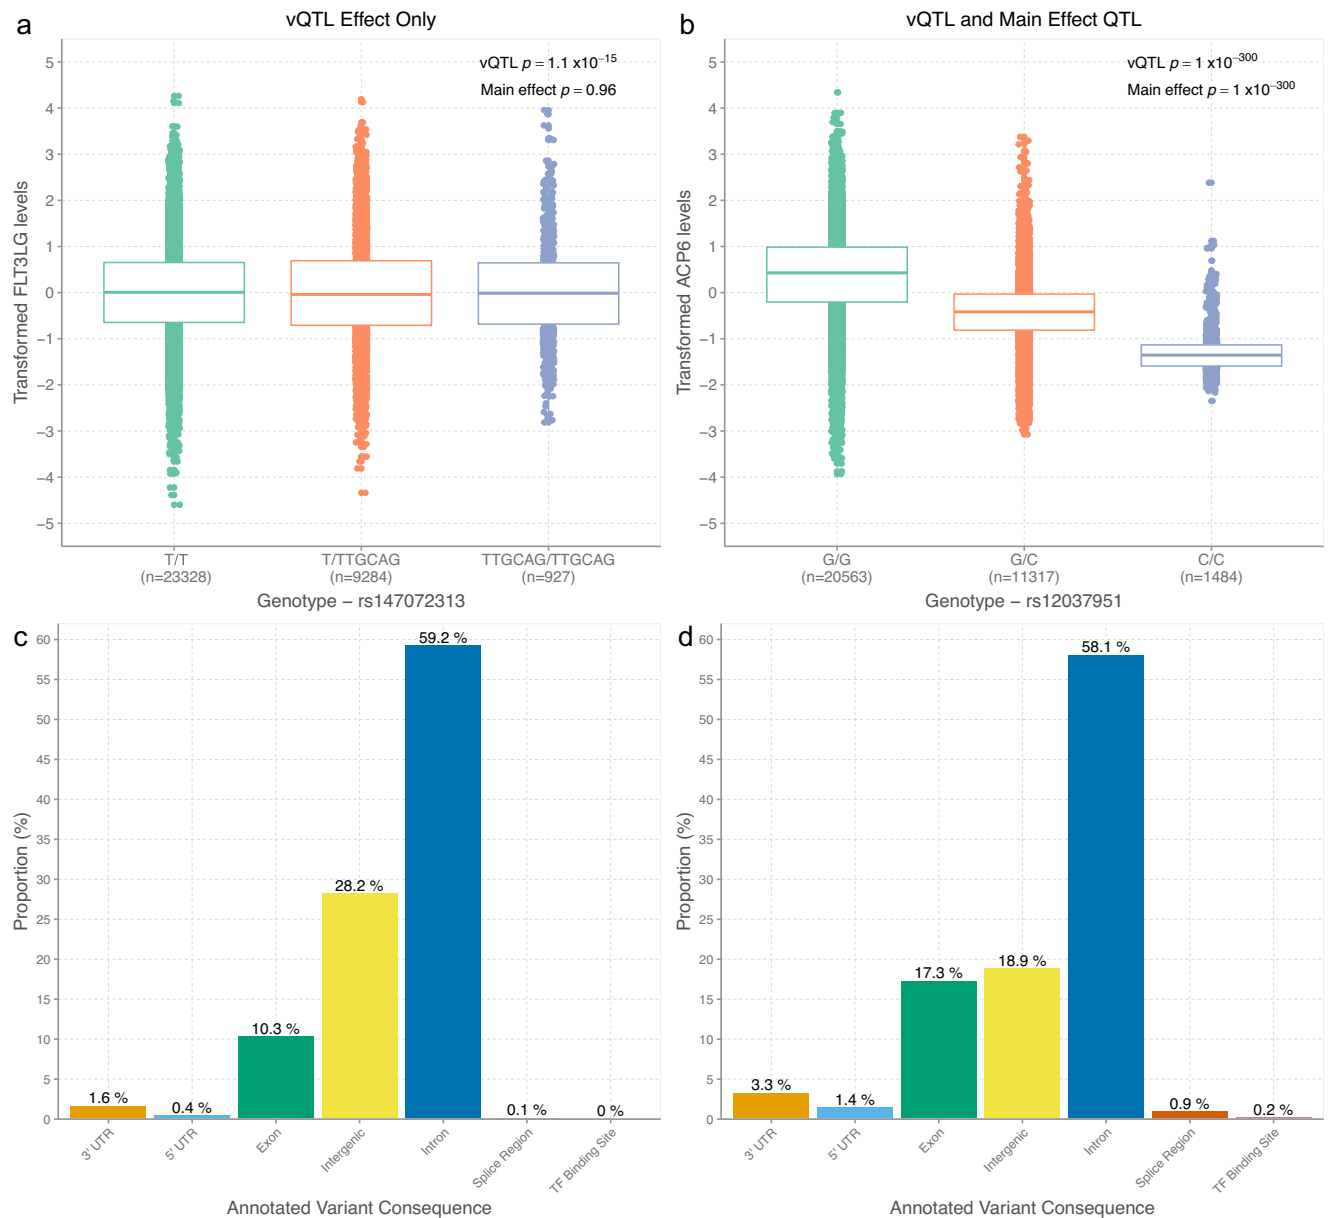 a
vQTL Effect Only
vQTL p = 1.1 x10⁻¹⁵
Main effect p = 0.96
Transformed FLT3LG levels
5
4
3
2
1
0
−1
−2
−3
−4
−5
T/T
(n=23328)
T/TTGCAG
(n=9284)
TTGCAG/TTGCAG
(n=927)
Genotype − rs147072313
b
vQTL and Main Effect QTL
vQTL p = 1 x10⁻³⁰⁰
Main effect p = 1 x10⁻³⁰⁰
Transformed ACP6 levels
5
4
3
2
1
0
−1
−2
−3
−4
−5
G/G
(n=20563)
G/C
(n=11317)
C/C
(n=1484)
Genotype − rs12037951
c
Proportion (%)
60
55
50
45
40
35
30
25
20
15
10
5
0
1.6 %
0.4 %
10.3 %
28.2 %
59.2 %
0.1 %
0 %
3' UTR
5' UTR
Exon
Intergenic
Intron
Splice Region
TF Binding Site
Annotated Variant Consequence
d
Proportion (%)
60
55
50
45
40
35
30
25
20
15
10
5
0
3.3 %
1.4 %
17.3 %
18.9 %
58.1 %
0.9 %
0.2 %
3' UTR
5' UTR
Exon
Intergenic
Intron
Splice Region
TF Binding Site
Annotated Variant Consequence